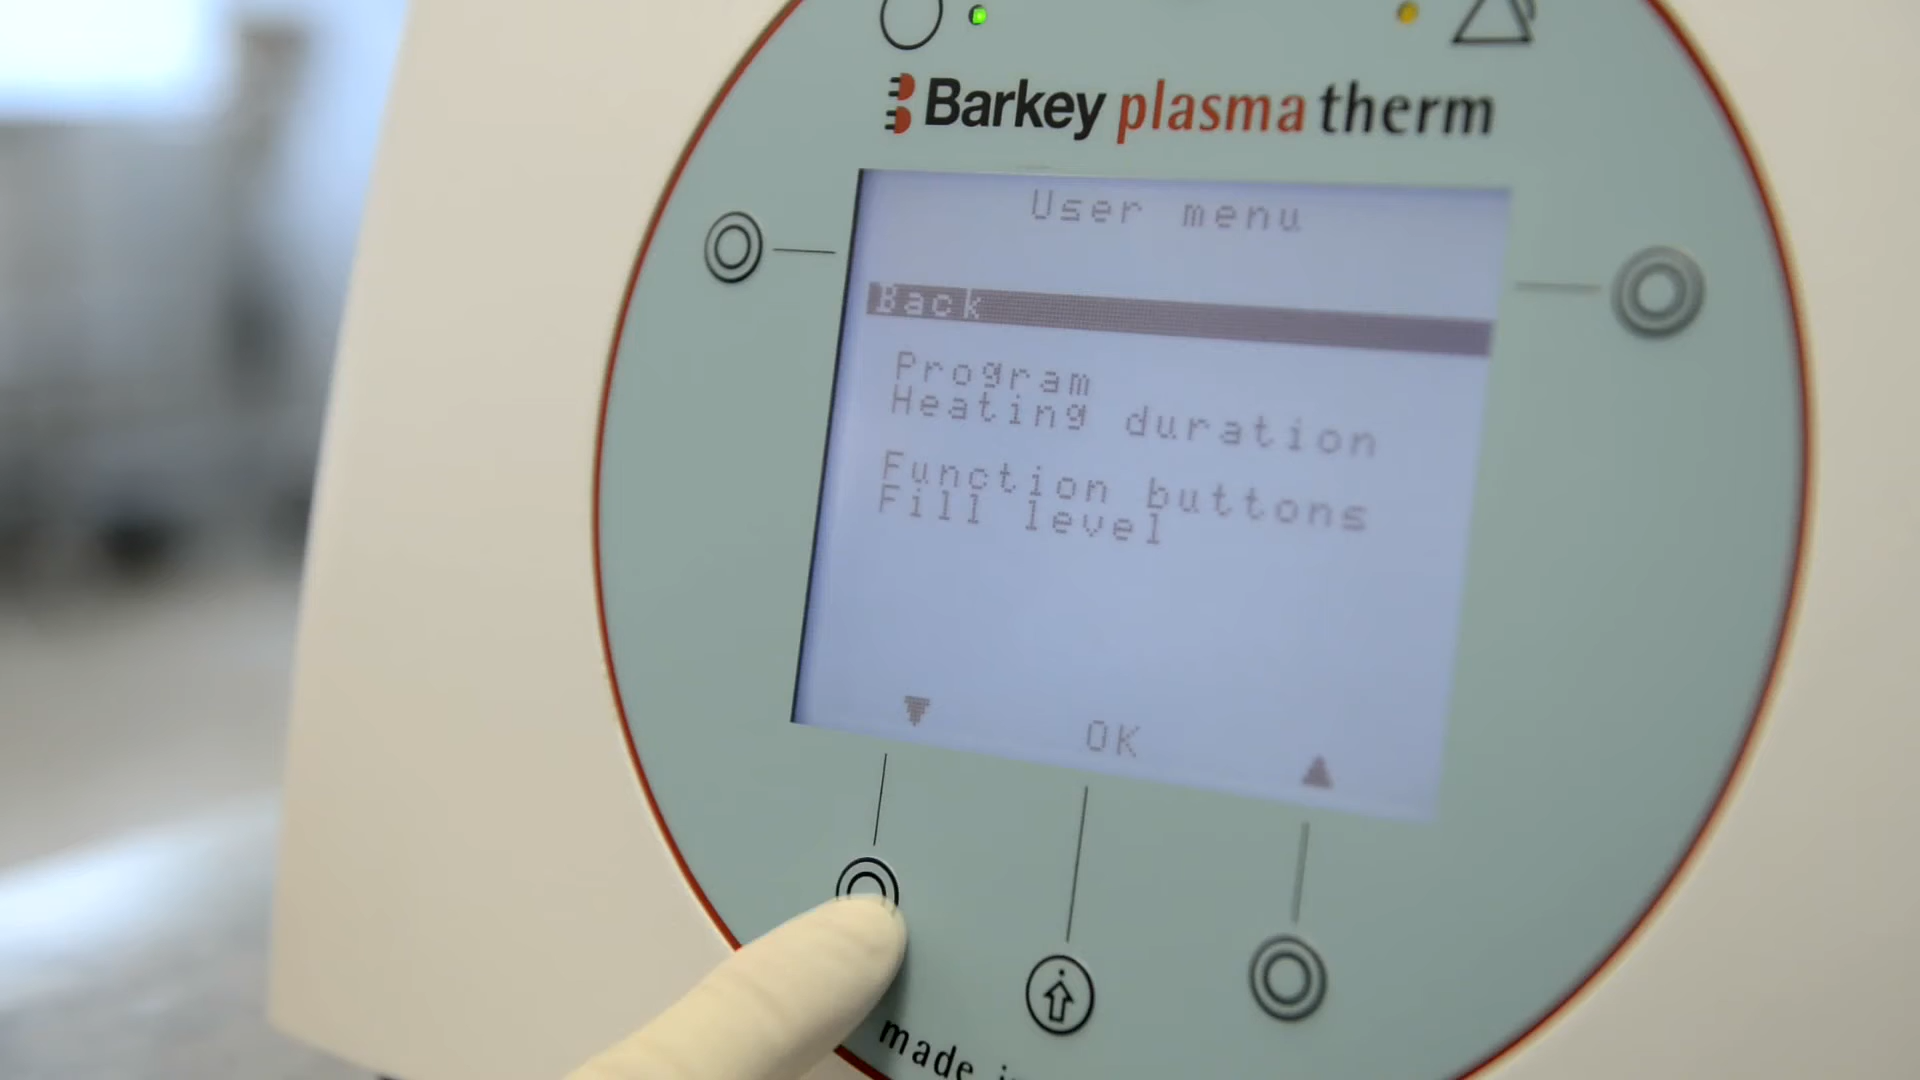 Barkey plasma therm
User menu
Back
Program
Heating duration
Function buttons
Fill level
▼ OK ▲
made